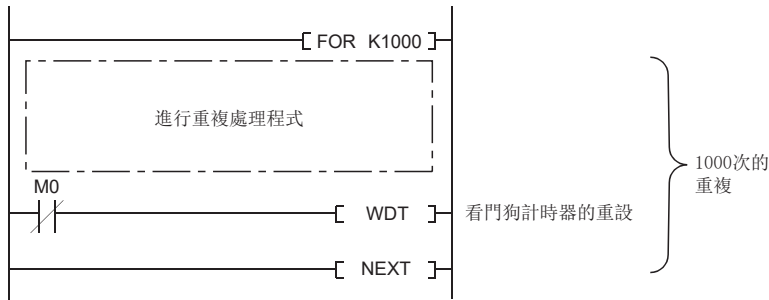 FOR K1000
進行重複處理程式
1000次的
重複
M0
WDT
看門狗計時器的重設
NEXT